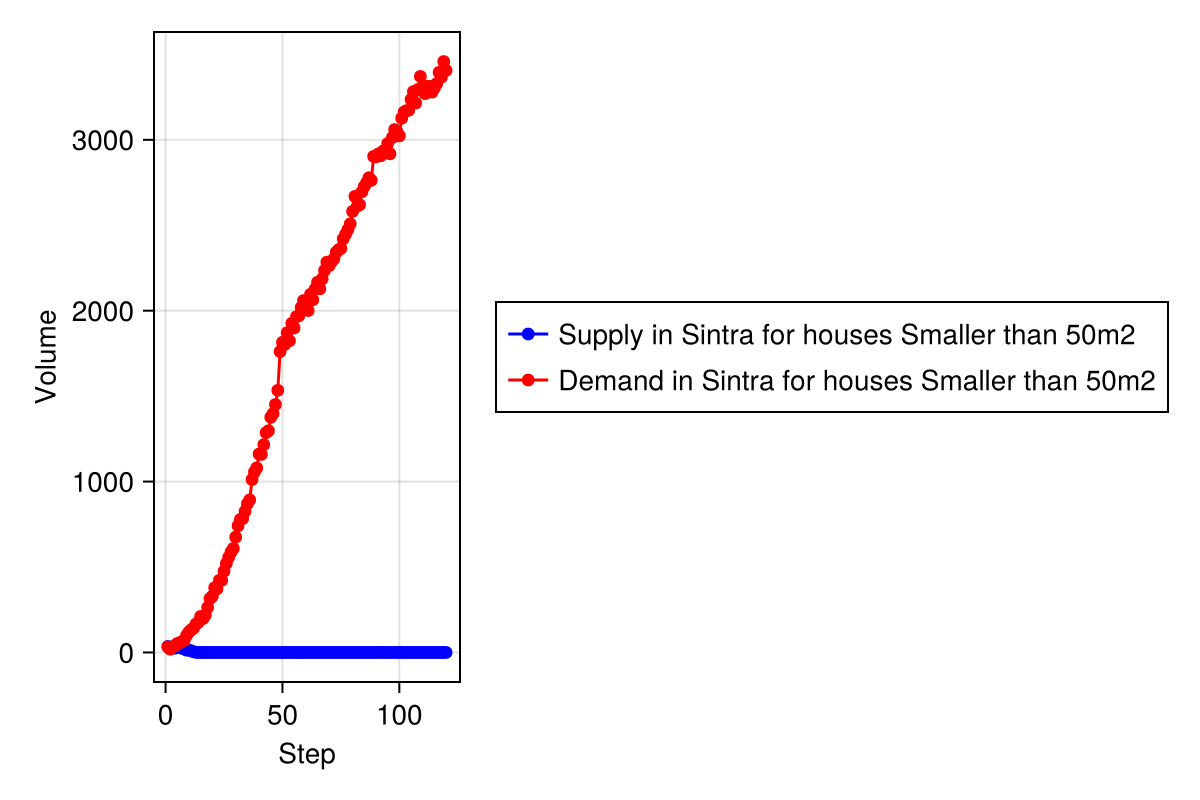 3000
2000
1000
0
Volume
0 50 100
Step
Supply in Sintra for houses Smaller than 50m2
Demand in Sintra for houses Smaller than 50m2